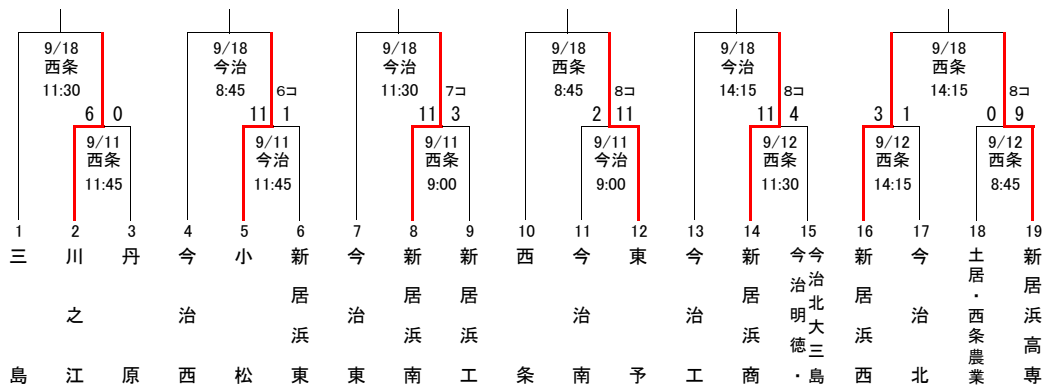 9/18 9/18 9/18 9/18 9/18 9/18
西条 今治 今治 西条 今治 西条
11:30 8:45 6コ 11:30 7コ 8:45 14:15 8コ 14:15 8コ
6 0 11 1 11 3 2 11 11 4 3 1 0 9
9/11 9/11 9/11 9/11 9/12 9/12 9/12
西条 今治 西条 今治 西条 西条 西条
11:45 11:45 9:00 9:00 11:30 14:15 8:45
1 2 3 4 5 6 7 8 9 10 11 12 13 14 15 16 17 18 19
三島
川之江
丹原
今治西
小松
新居浜東
今治東
新居浜南
新居浜工
西条
今治南
東予
今治工
新居浜商
今治北大三島
今治明徳・
新居浜西
今治北
土居・西条農業
新居浜高専